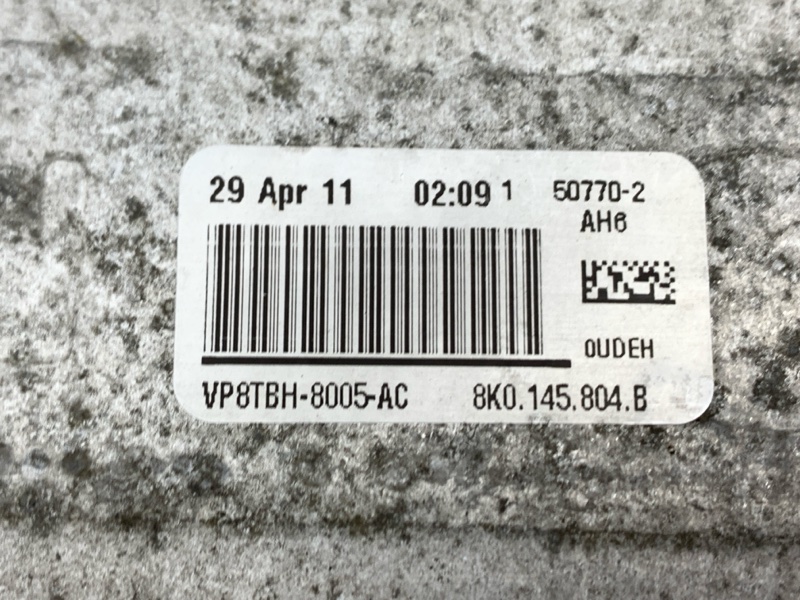 29 Apr 11 02:09 1 50770-2
AH6
0UDEH
VP8TBH-8005-AC 8K0.145.804.B